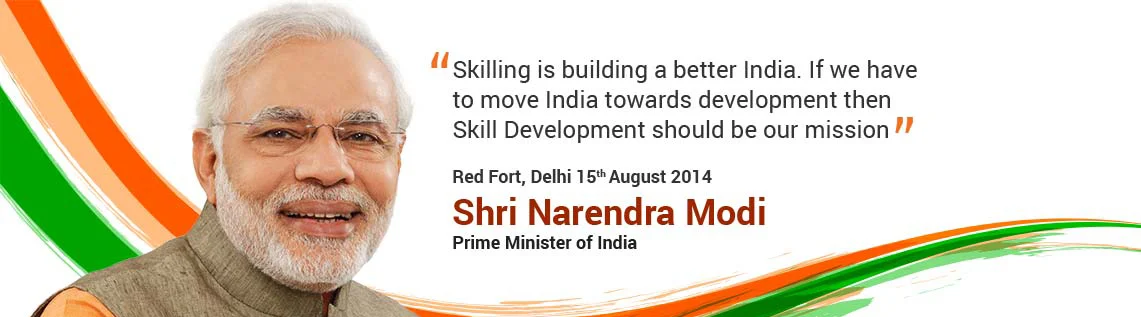 “Skilling is building a better India. If we have
to move India towards development then
Skill Development should be our mission”
Red Fort, Delhi 15th August 2014
Shri Narendra Modi
Prime Minister of India